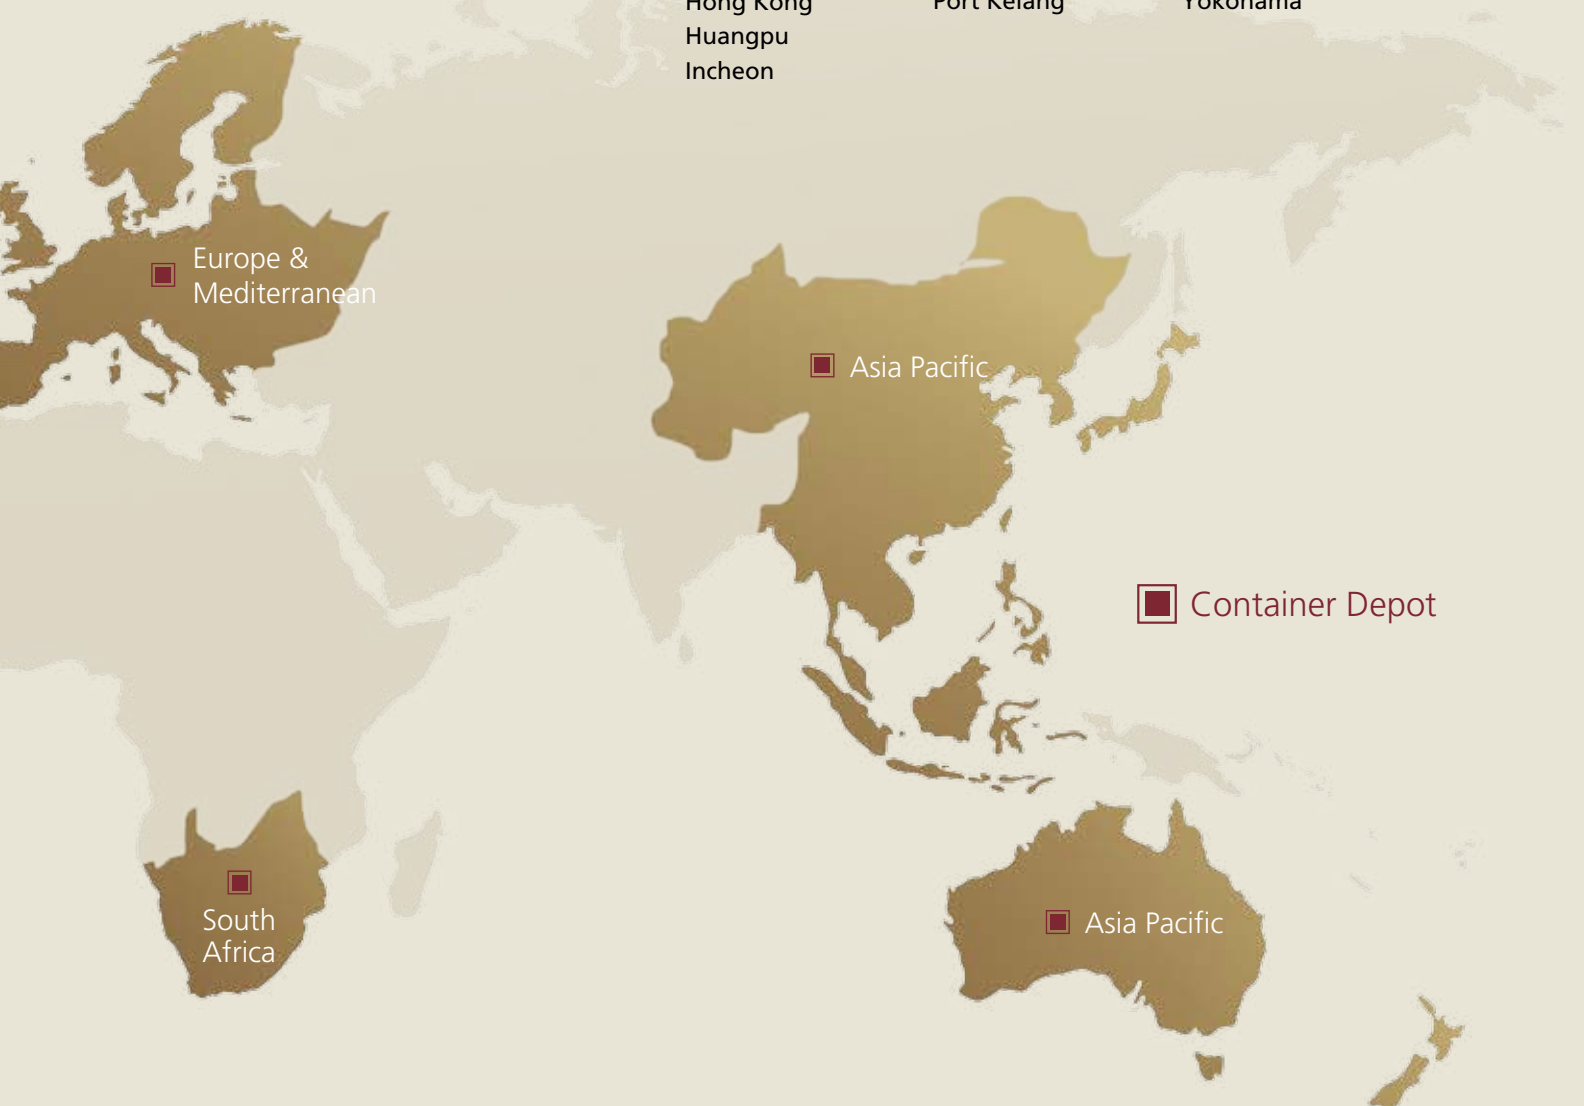 Hong Kong
Huangpu
Incheon
Port Kelang
Yokohama
Europe &
Mediterranean
Asia Pacific
Container Depot
South
Africa
Asia Pacific